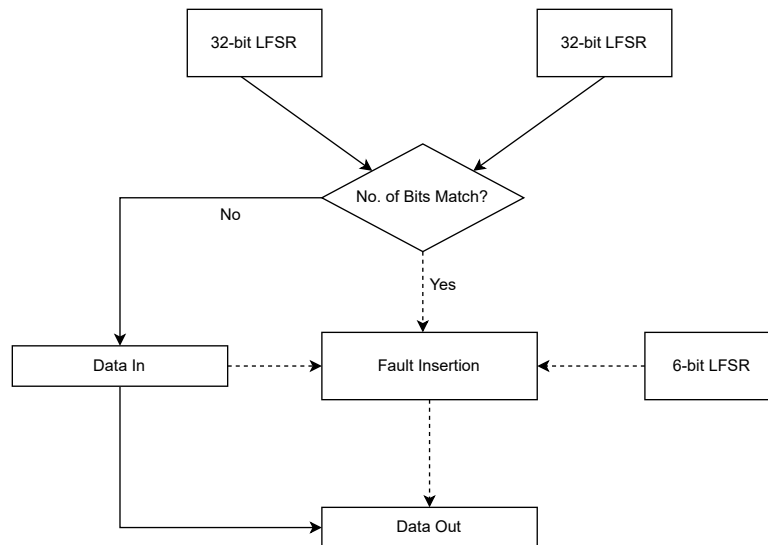 32-bit LFSR
32-bit LFSR
No. of Bits Match?
No
Yes
Data In
Fault Insertion
6-bit LFSR
Data Out